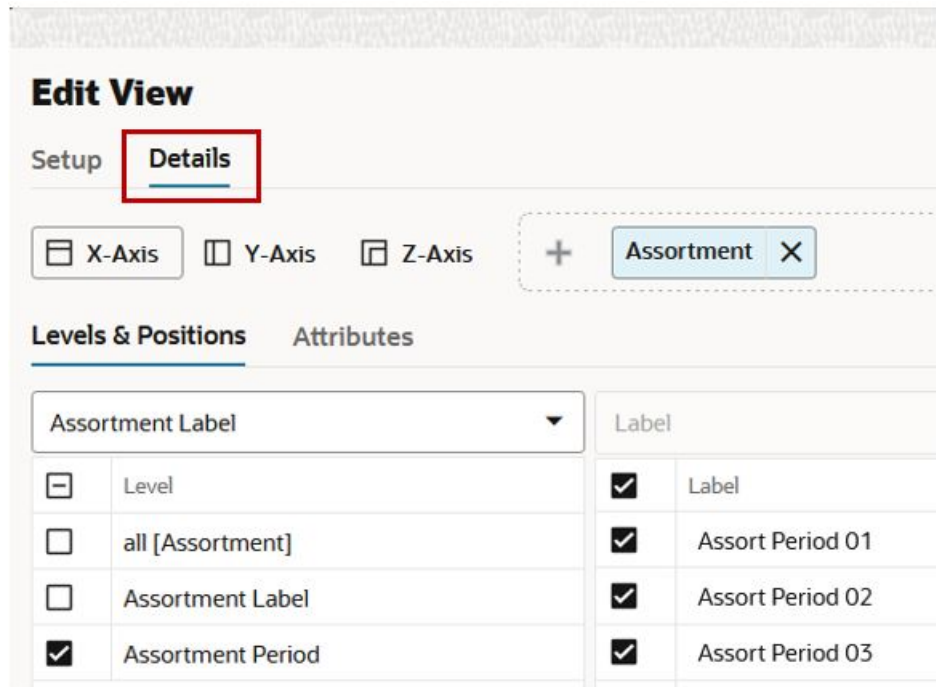 Edit View
Setup Details
X-Axis Y-Axis Z-Axis + Assortment X
Levels & Positions Attributes
Assortment Label Label
Level Label
all [Assortment] Assort Period 01
Assortment Label Assort Period 02
Assortment Period Assort Period 03